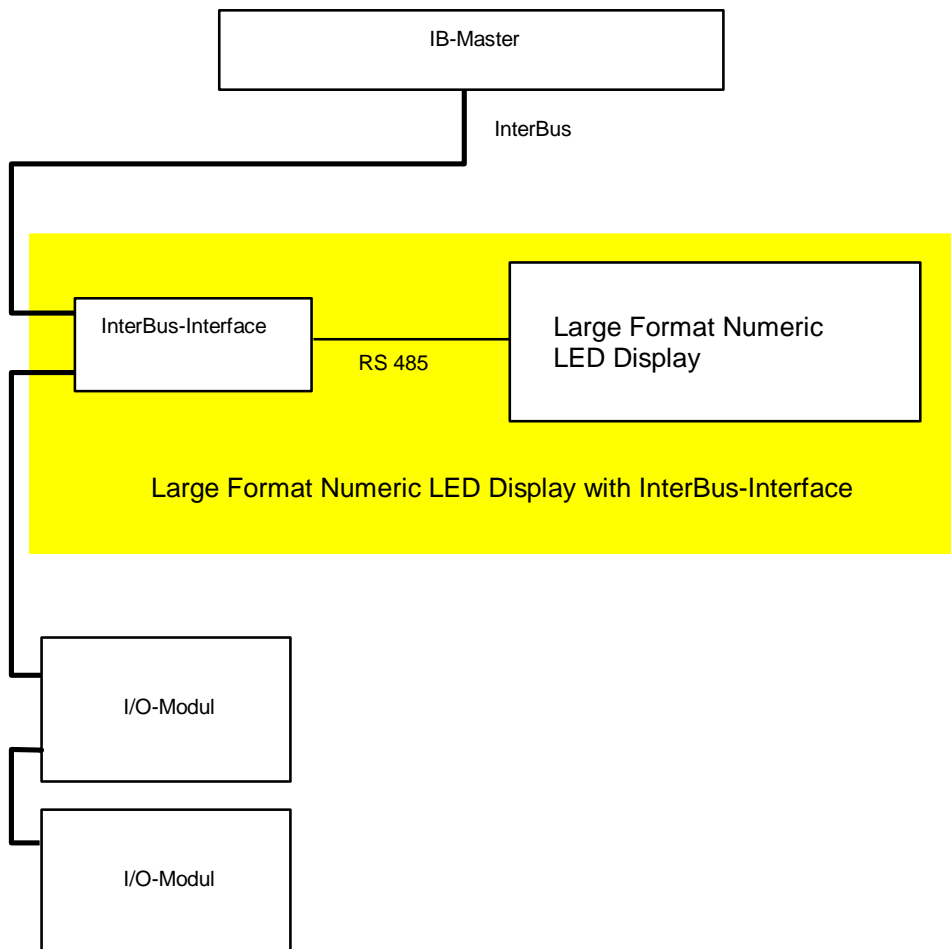 IB-Master
InterBus
InterBus-Interface
RS 485
Large Format Numeric
LED Display
Large Format Numeric LED Display with InterBus-Interface
I/O-Modul
I/O-Modul